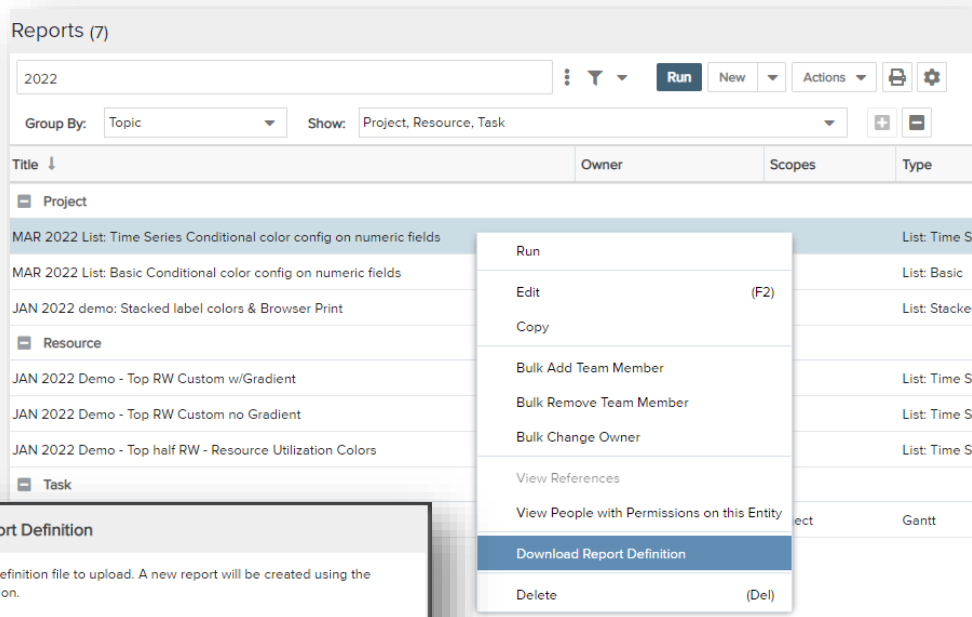 Reports (7)
2022 Run New Actions
Group By: Topic Show: Project, Resource, Task
Title Owner Scopes Type
Project
MAR 2022 List: Time Series Conditional color config on numeric fields List: Time S
MAR 2022 List: Basic Conditional color config on numeric fields List: Basic
JAN 2022 demo: Stacked label colors & Browser Print List: Stacke
Resource
JAN 2022 Demo - Top RW Custom w/Gradient List: Time S
JAN 2022 Demo - Top RW Custom no Gradient List: Time S
JAN 2022 Demo - Top half RW - Resource Utilization Colors List: Time S
Task
ect Gantt
Run
Edit (F2)
Copy
Bulk Add Team Member
Bulk Remove Team Member
Bulk Change Owner
View References
View People with Permissions on this Entity
Download Report Definition
Delete (Del)
ort Definition
efinition file to upload. A new report will be created using the
on.